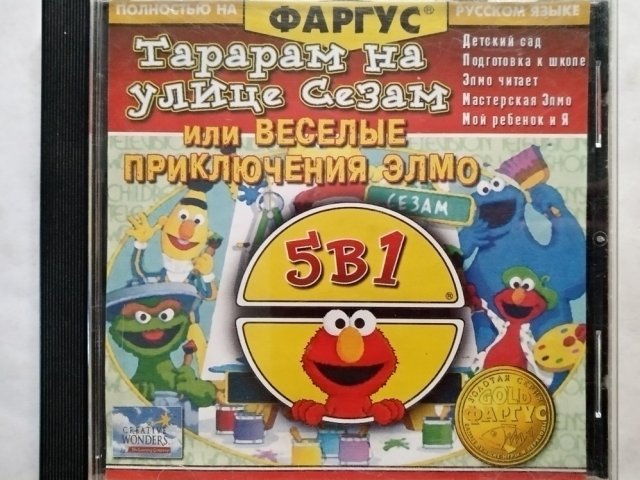 ПОЛНОСТЬЮ НА
ФАРГУС®
РУССКОМ ЯЗЫКЕ
Тарарам на
улице Сезам
или ВЕСЕЛЫЕ
ПРИКЛЮЧЕНИЯ ЭЛМО
Детский сад
Подготовка к школе
Элмо читает
Мастерская Элмо
Мой ребенок и Я
СЕЗАМ
5в1
®
ЗОЛОТАЯ СЕРИЯ
GOLD
ФАРГУС
CREATIVE
WONDERS